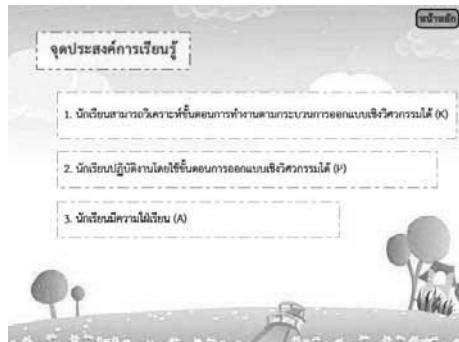 หน้าหลัก
จุดประสงค์การเรียนรู้
1. นักเรียนสามารถวิเคราะห์ขั้นตอนการทำงานตามกระบวนการออกแบบเชิงวิศวกรรมได้ (K)
2. นักเรียนปฏิบัติงานโดยใช้ขั้นตอนการออกแบบเชิงวิศวกรรมได้ (P)
3. นักเรียนมีความใฝ่เรียน (A)